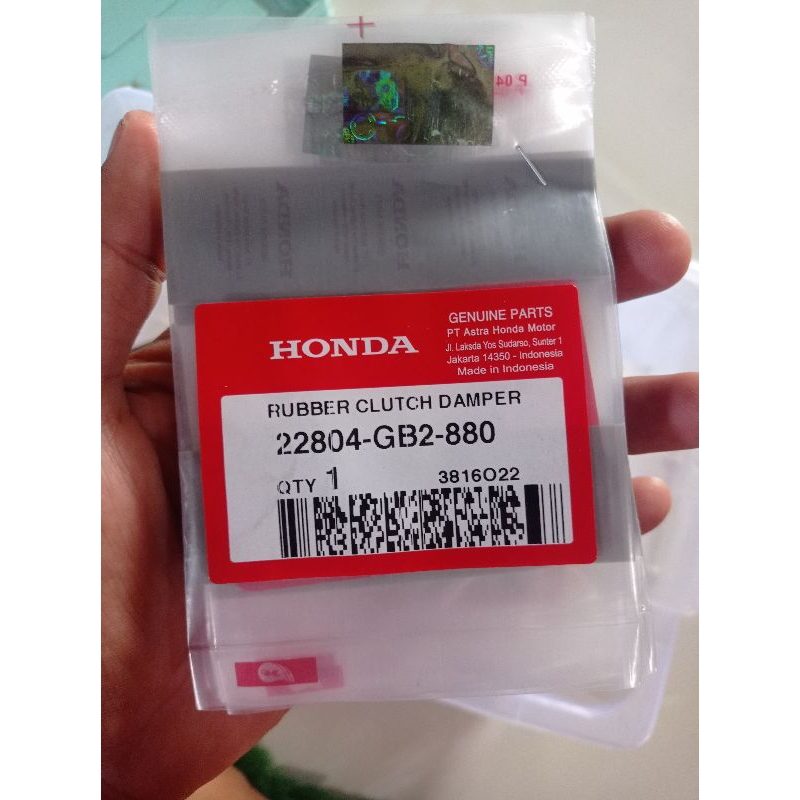 P 04
HONDA
GENUINE PARTS
PT Astra Honda Motor
Jl. Laksda Yos Sudarso, Sunter 1
Jakarta 14350 - Indonesia
Made in Indonesia
RUBBER CLUTCH DAMPER
22804-GB2-880
QTY 1
3816O22